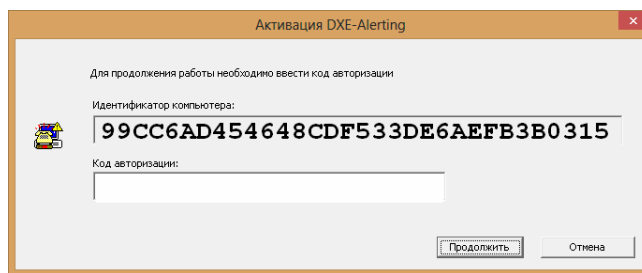 Активация DXE-Alerting
Для продолжения работы необходимо ввести код авторизации
Идентификатор компьютера:
99CC6AD454648CDF533DE6AEFB3B0315
Код авторизации:
Продолжить
Отмена